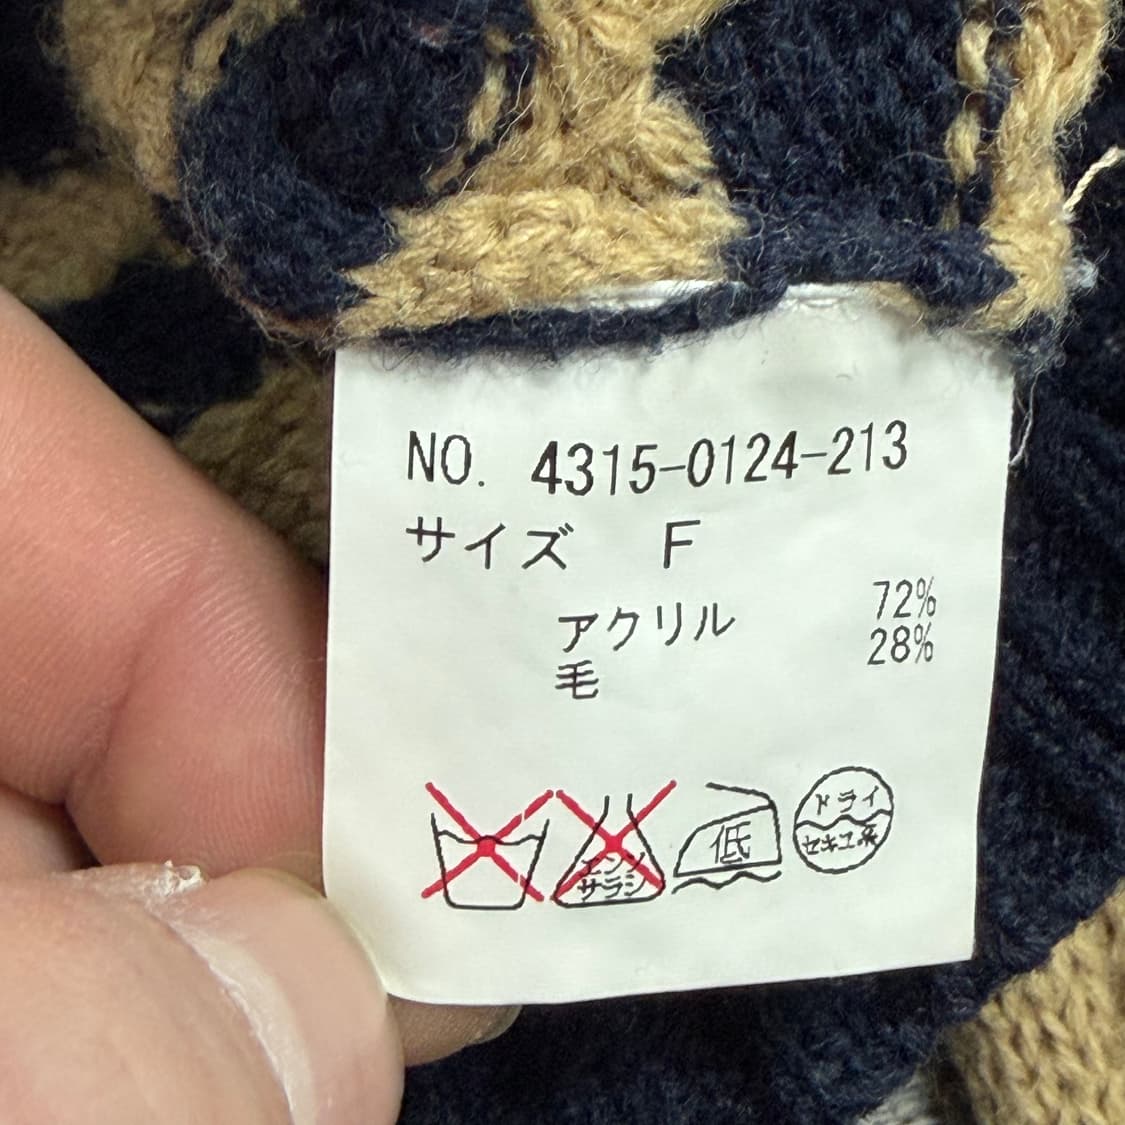 NO. 4315-0124-213
サイズ F
アクリル 72%
毛 28%
エンソ
サラシ
低
ドライ
セキユ系